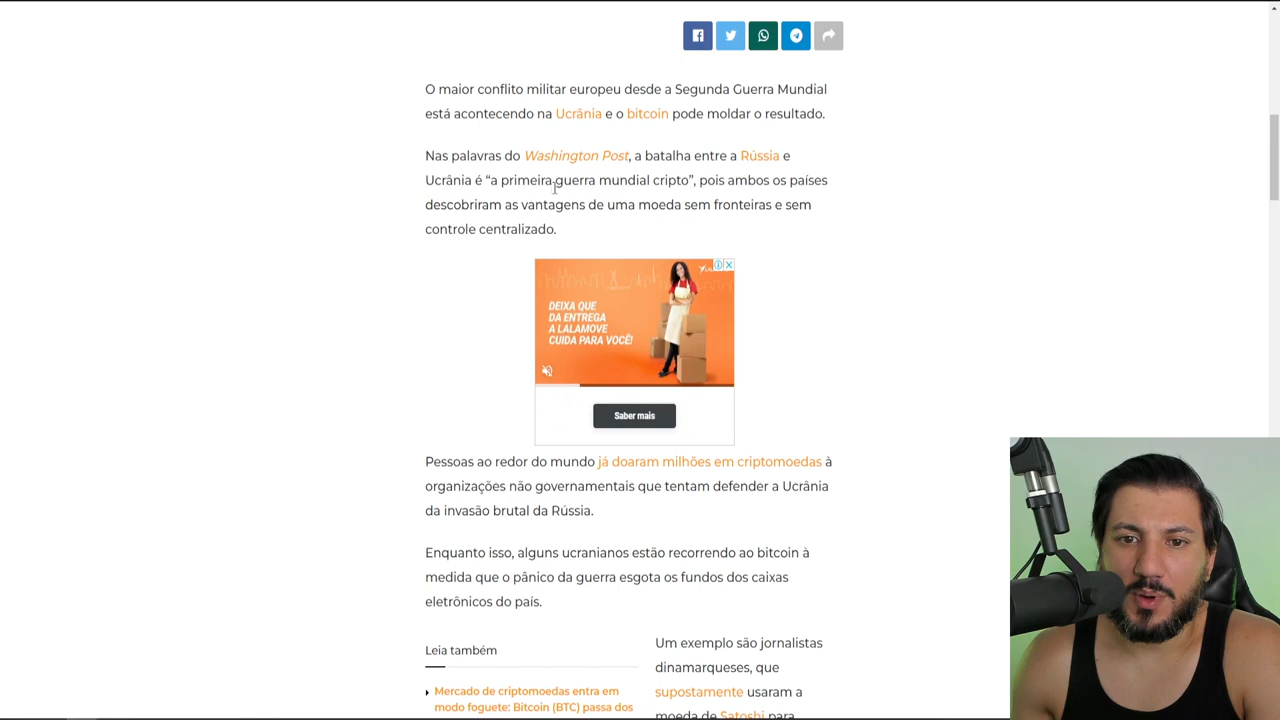 O maior conflito militar europeu desde a Segunda Guerra Mundial
está acontecendo na Ucrânia e o bitcoin pode moldar o resultado.
Nas palavras do Washington Post, a batalha entre a Rússia e
Ucrânia é “a primeira guerra mundial cripto”, pois ambos os países
descobriram as vantagens de uma moeda sem fronteiras e sem
controle centralizado.
DEIXA QUE
DA ENTREGA
A LALAMOVE
CUIDA PARA VOCÊ!
Saber mais
Pessoas ao redor do mundo já doaram milhões em criptomoedas à
organizações não governamentais que tentam defender a Ucrânia
da invasão brutal da Rússia.
Enquanto isso, alguns ucranianos estão recorrendo ao bitcoin à
medida que o pânico da guerra esgota os fundos dos caixas
eletrônicos do país.
Leia também
Mercado de criptomoedas entra em
modo foguete: Bitcoin (BTC) passa dos
Um exemplo são jornalistas
dinamarqueses, que
supostamente usaram a
moeda de Satoshi para